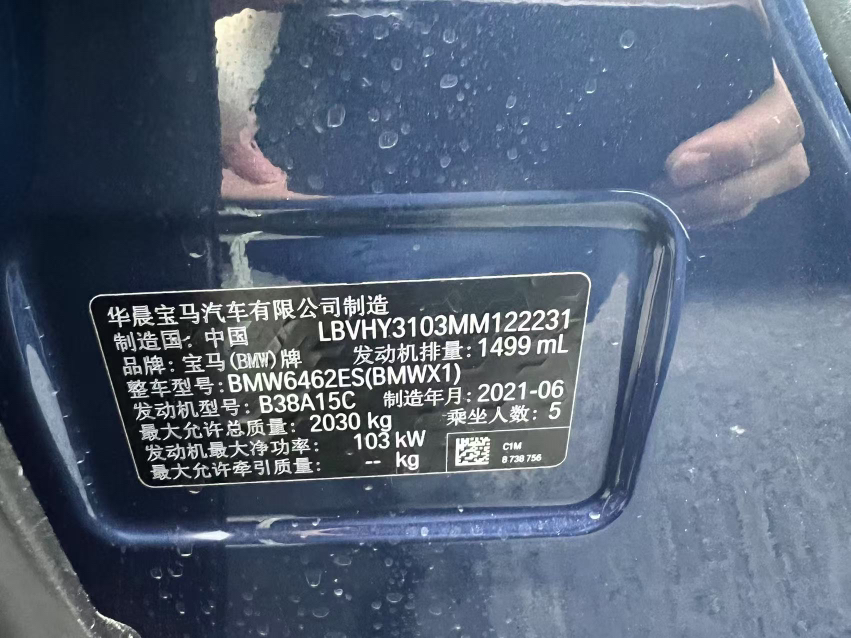 华晨宝马汽车有限公司制造
制造国: 中国 LBVHY3103MM122231
品牌: 宝马(BMW)牌 发动机排量: 1499 mL
整车型号: BMW6462ES(BMWX1)
发动机型号: B38A15C 制造年月: 2021-06
最大允许总质量: 2030 kg 乘坐人数: 5
发动机最大净功率: 103 kW
最大允许牵引质量: -- kg
C1M
8 738 756